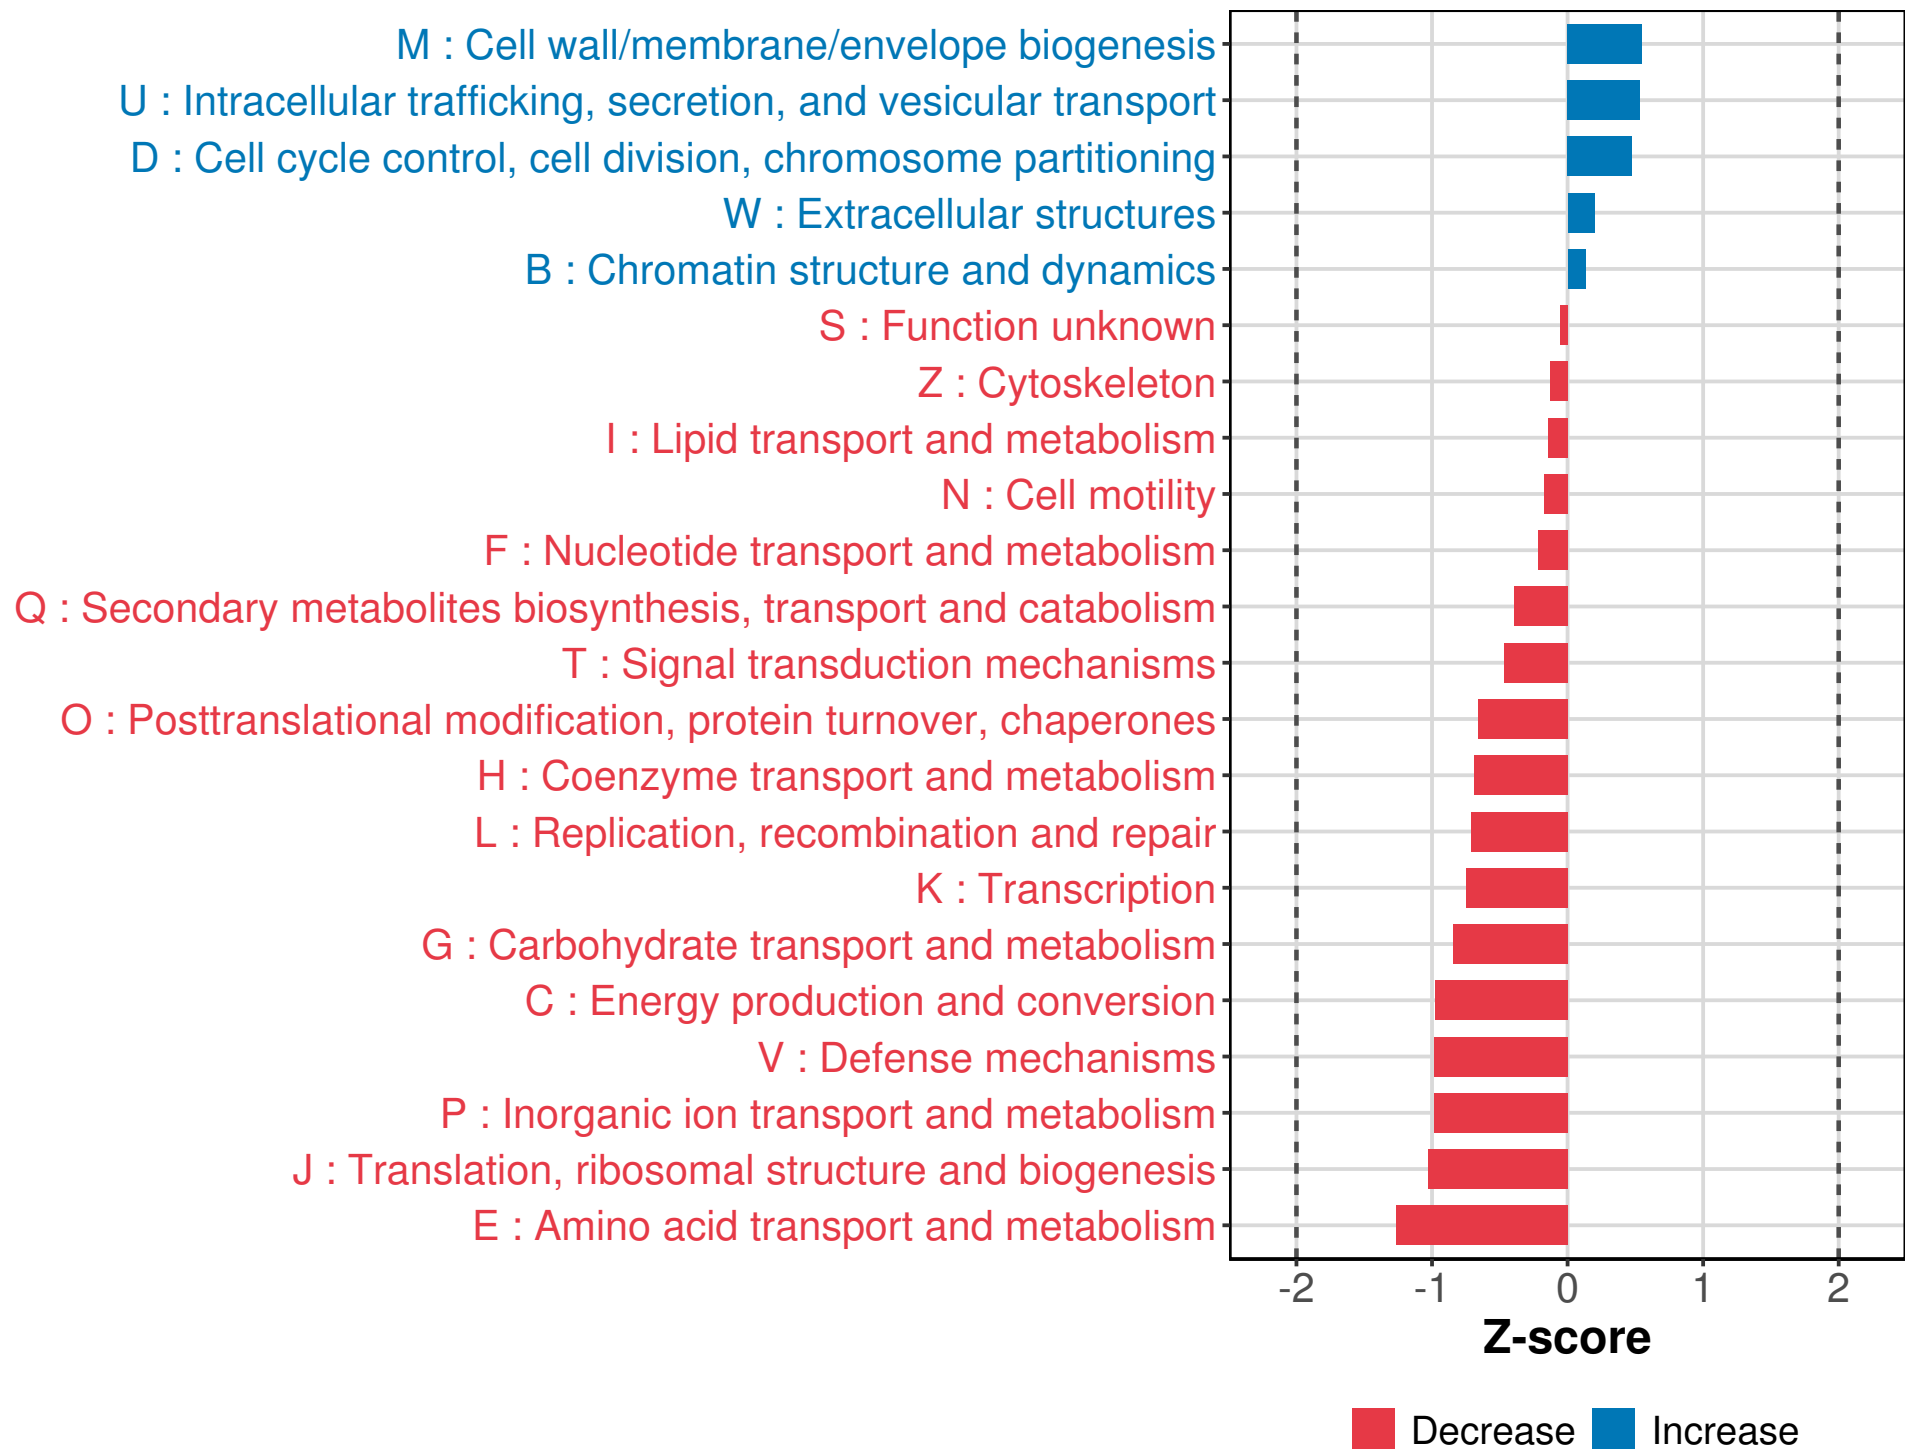 M : Cell wall/membrane/envelope biogenesis
U : Intracellular trafficking, secretion, and vesicular transport
D : Cell cycle control, cell division, chromosome partitioning
W : Extracellular structures
B : Chromatin structure and dynamics
S : Function unknown
Z : Cytoskeleton
I : Lipid transport and metabolism
N : Cell motility
F : Nucleotide transport and metabolism
Q : Secondary metabolites biosynthesis, transport and catabolism
T : Signal transduction mechanisms
O : Posttranslational modification, protein turnover, chaperones
H : Coenzyme transport and metabolism
L : Replication, recombination and repair
K : Transcription
G : Carbohydrate transport and metabolism
C : Energy production and conversion
V : Defense mechanisms
P : Inorganic ion transport and metabolism
J : Translation, ribosomal structure and biogenesis
E : Amino acid transport and metabolism
-2 -1 0 1 2
Z-score
Decrease Increase